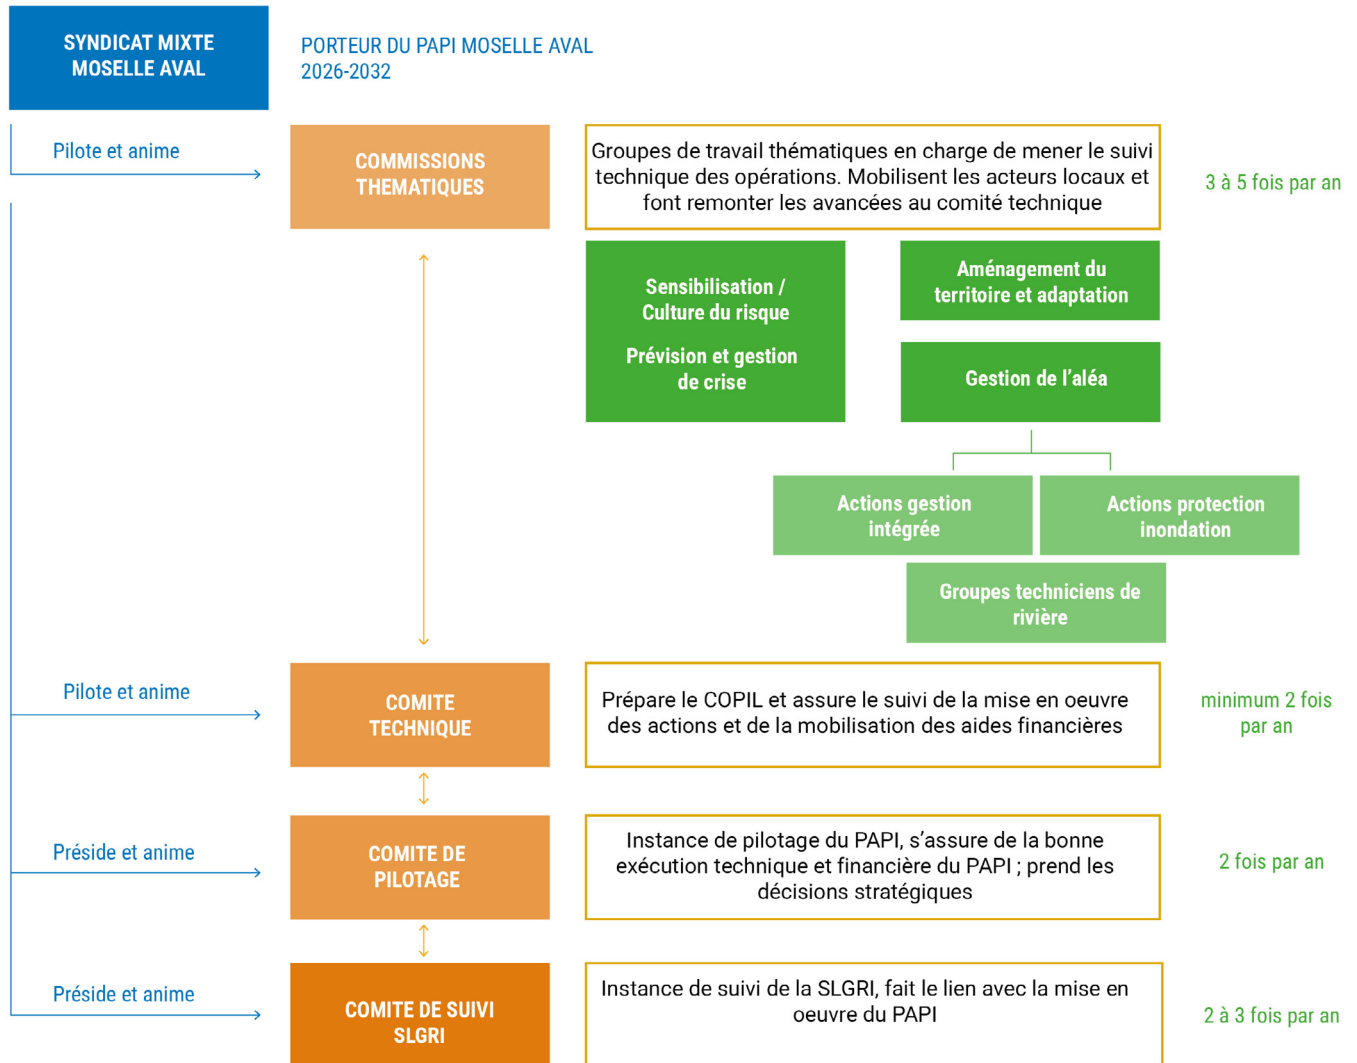 SYNDICAT MIXTE
MOSELLE AVAL
PORTEUR DU PAPI MOSELLE AVAL
2026-2032
Pilote et anime
COMMISSIONS
THEMATIQUES
Groupes de travail thématiques en charge de mener le suivi
technique des opérations. Mobilisent les acteurs locaux et
font remonter les avancées au comité technique
3 à 5 fois par an
Sensibilisation /
Culture du risque
Prévision et gestion
de crise
Aménagement du
territoire et adaptation
Gestion de l'aléa
Actions gestion
intégrée
Actions protection
inondation
Groupes techniciens de
rivière
Pilote et anime
COMITE
TECHNIQUE
Prépare le COPIL et assure le suivi de la mise en oeuvre
des actions et de la mobilisation des aides financières
minimum 2 fois
par an
Préside et anime
COMITE DE
PILOTAGE
Instance de pilotage du PAPI, s'assure de la bonne
exécution technique et financière du PAPI ; prend les
décisions stratégiques
2 fois par an
Préside et anime
COMITE DE SUIVI
SLGRI
Instance de suivi de la SLGRI, fait le lien avec la mise en
oeuvre du PAPI
2 à 3 fois par an